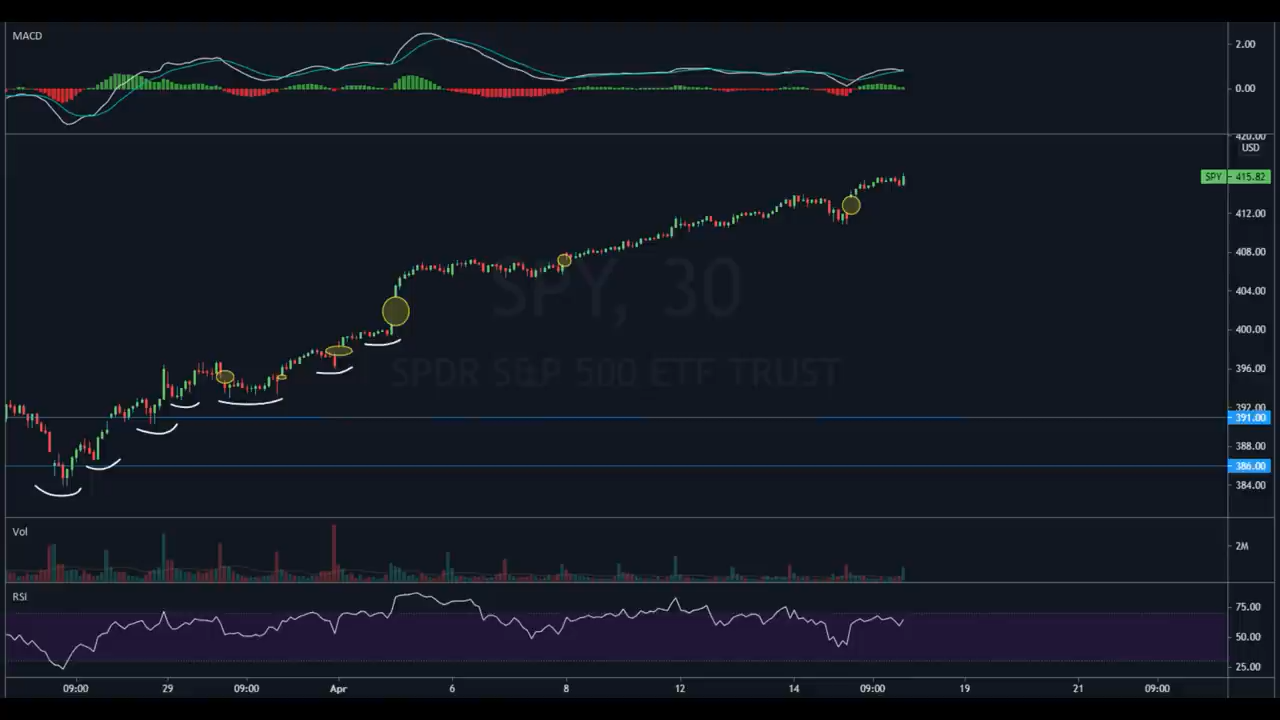 MACD
2.00
0.00
420.00
USD
SPY 415.82
412.00
408.00
404.00
400.00
396.00
392.00
391.00
388.00
386.00
384.00
SPY, 30
SPDR S&P 500 ETF TRUST
Vol
2M
RSI
75.00
50.00
25.00
09:00 29 09:00 Apr 6 8 12 14 09:00 19 21 09:00